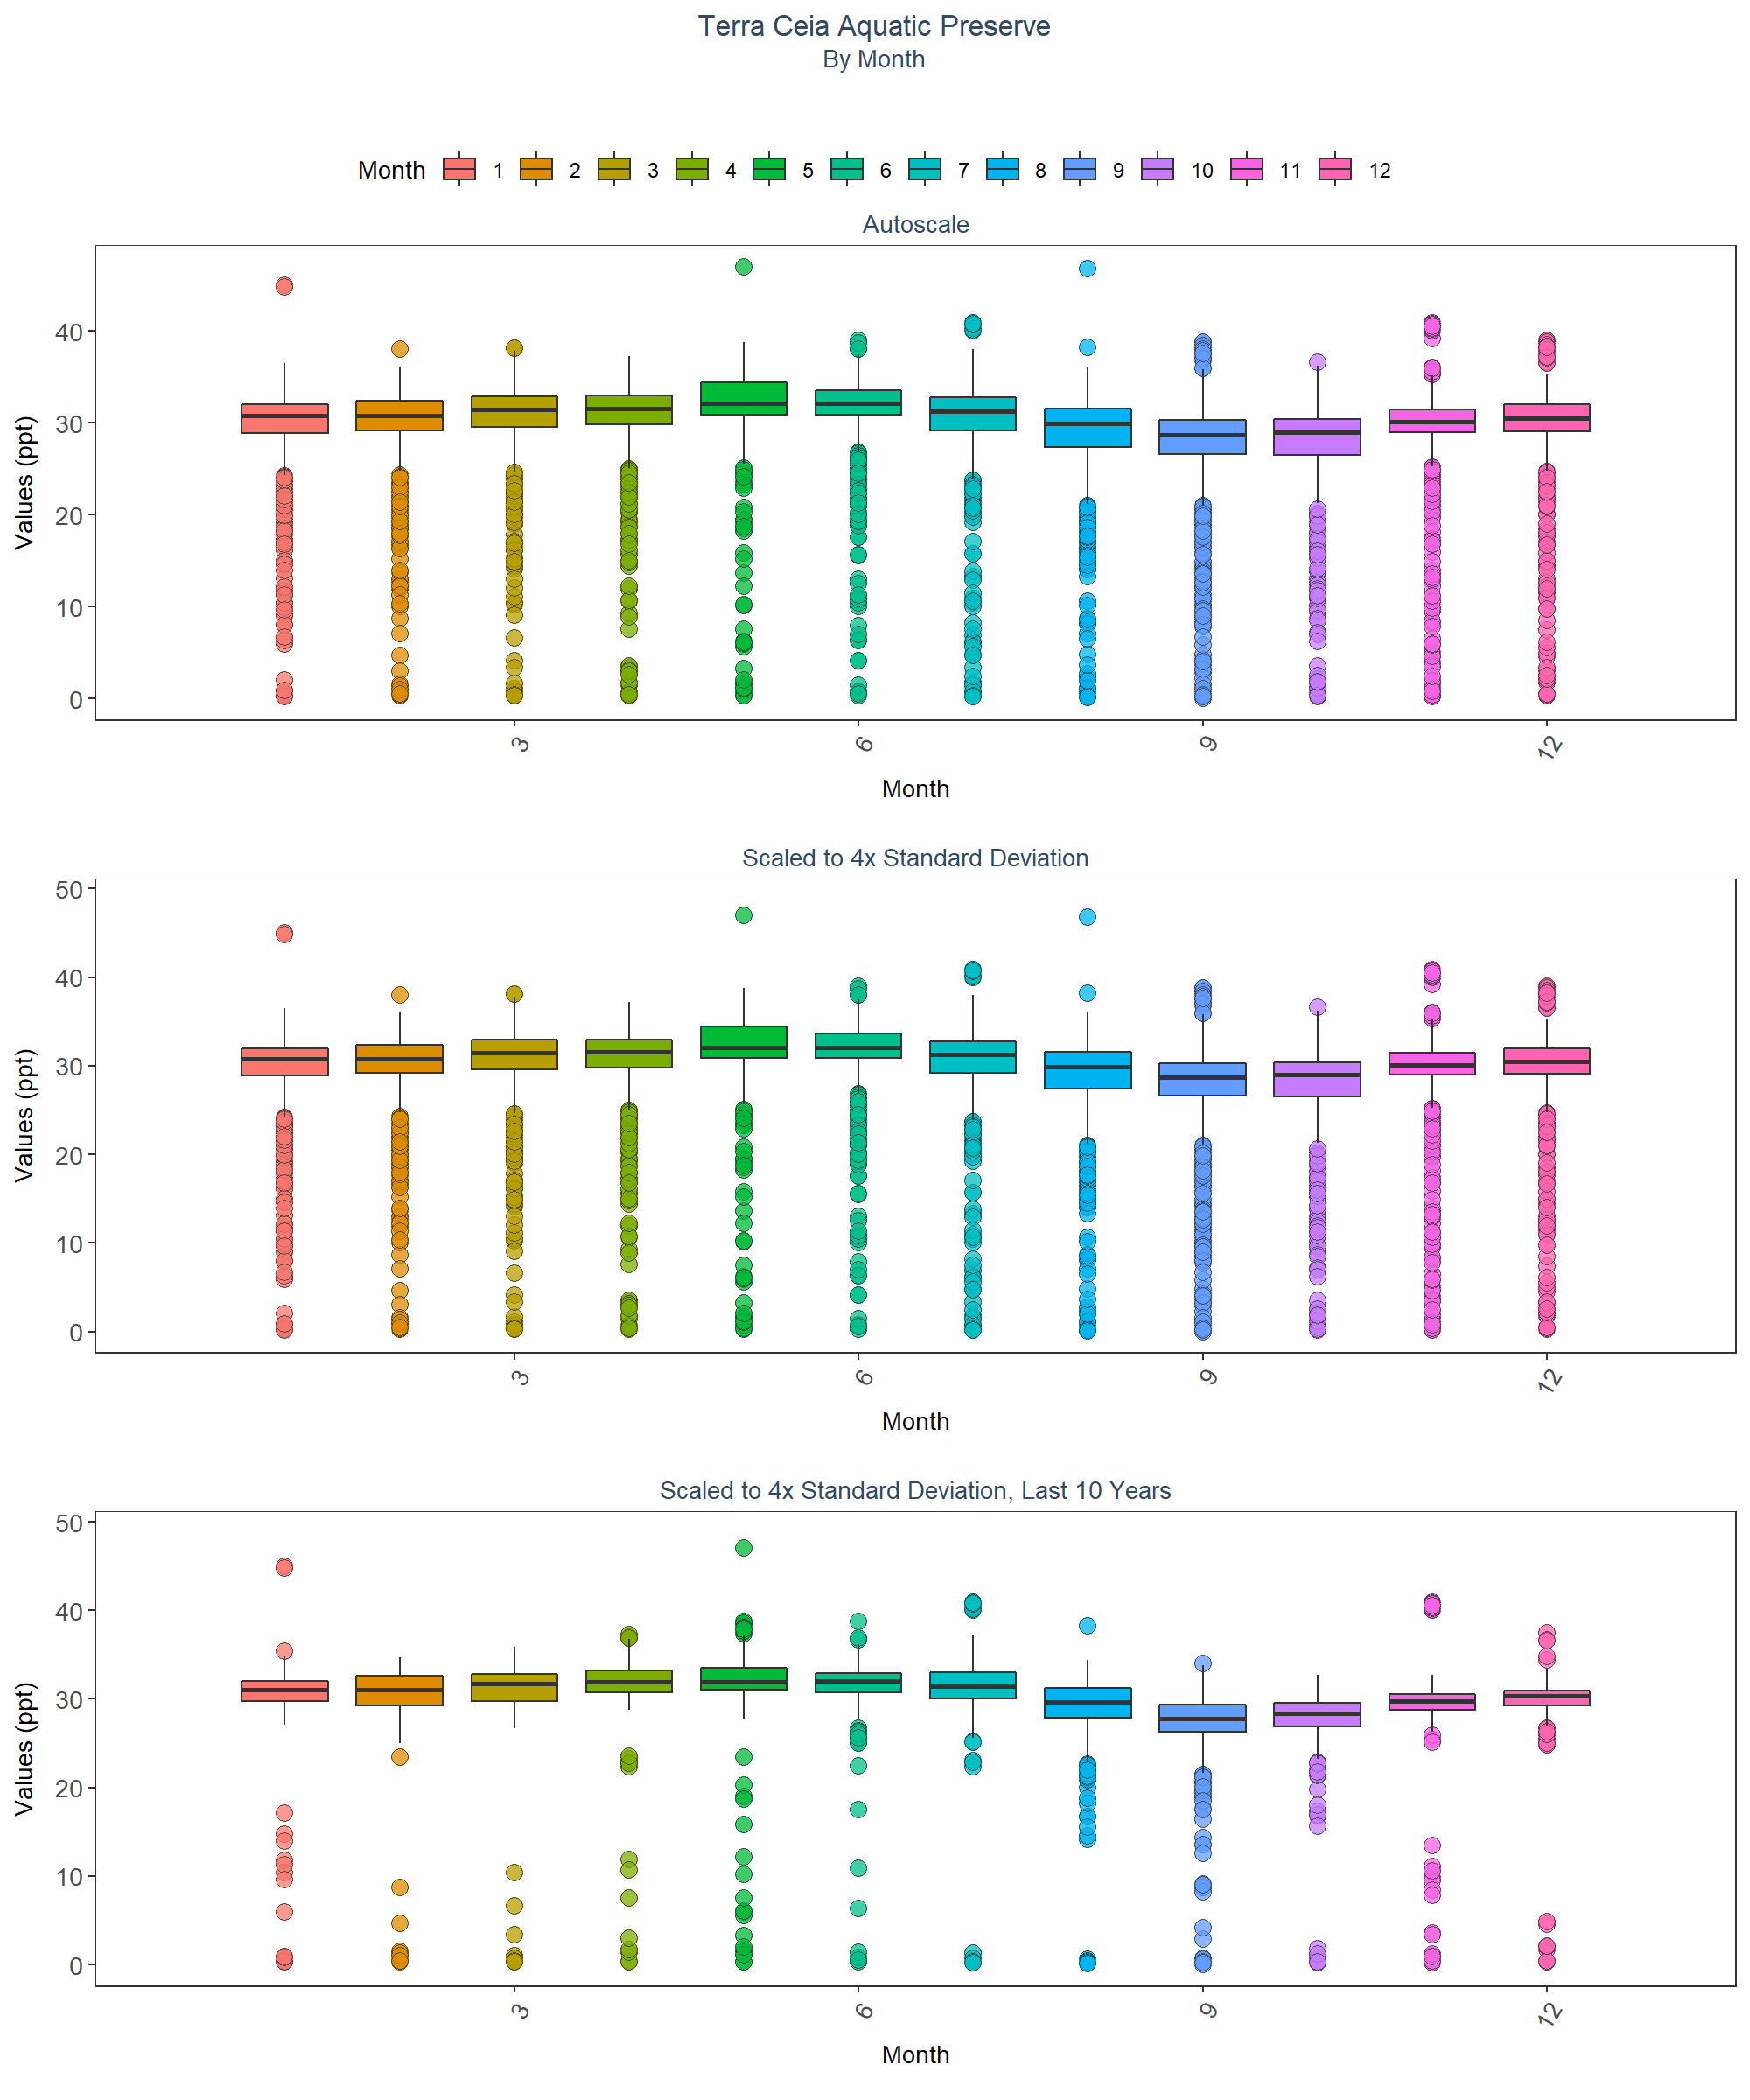 Terra Ceia Aquatic Preserve
By Month
Month 1 2 3 4 5 6 7 8 9 10 11 12
Autoscale
Values (ppt)
40
30
20
10
0
3 6 9 12
Month
Scaled to 4x Standard Deviation
Values (ppt)
50
40
30
20
10
0
3 6 9 12
Month
Scaled to 4x Standard Deviation, Last 10 Years
Values (ppt)
50
40
30
20
10
0
3 6 9 12
Month